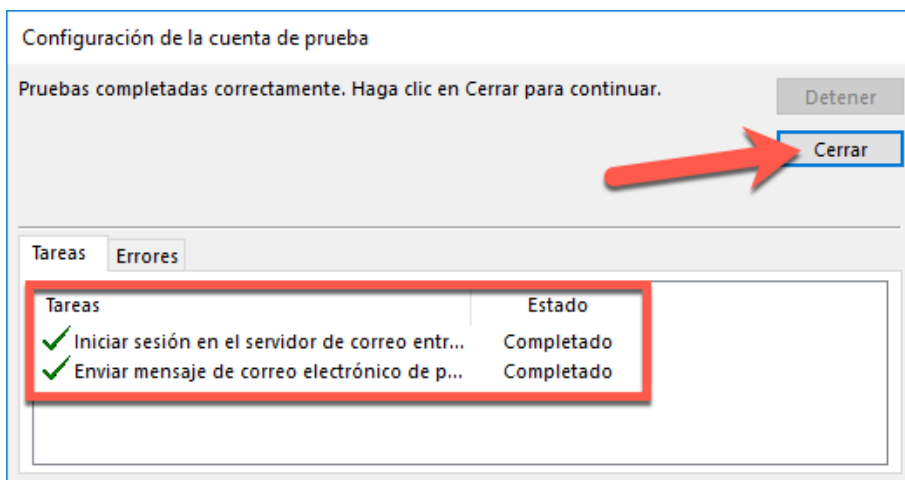 Configuración de la cuenta de prueba
Pruebas completadas correctamente. Haga clic en Cerrar para continuar.
Detener
Cerrar
Tareas Errores
Tareas Estado
Iniciar sesión en el servidor de correo entr... Completado
Enviar mensaje de correo electrónico de p... Completado